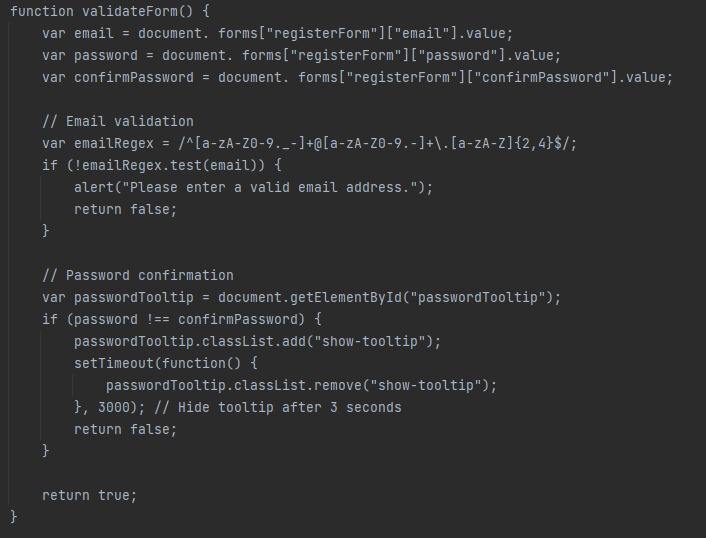 function validateForm() {
    var email = document. forms["registerForm"]["email"].value;
    var password = document. forms["registerForm"]["password"].value;
    var confirmPassword = document. forms["registerForm"]["confirmPassword"].value;

    // Email validation
    var emailRegex = /^[a-zA-Z0-9._-]+@[a-zA-Z0-9.-]+\.[a-zA-Z]{2,4}$/;
    if (!emailRegex.test(email)) {
        alert("Please enter a valid email address.");
        return false;
    }

    // Password confirmation
    var passwordTooltip = document.getElementById("passwordTooltip");
    if (password !== confirmPassword) {
        passwordTooltip.classList.add("show-tooltip");
        setTimeout(function() {
            passwordTooltip.classList.remove("show-tooltip");
        }, 3000); // Hide tooltip after 3 seconds
        return false;
    }

    return true;
}